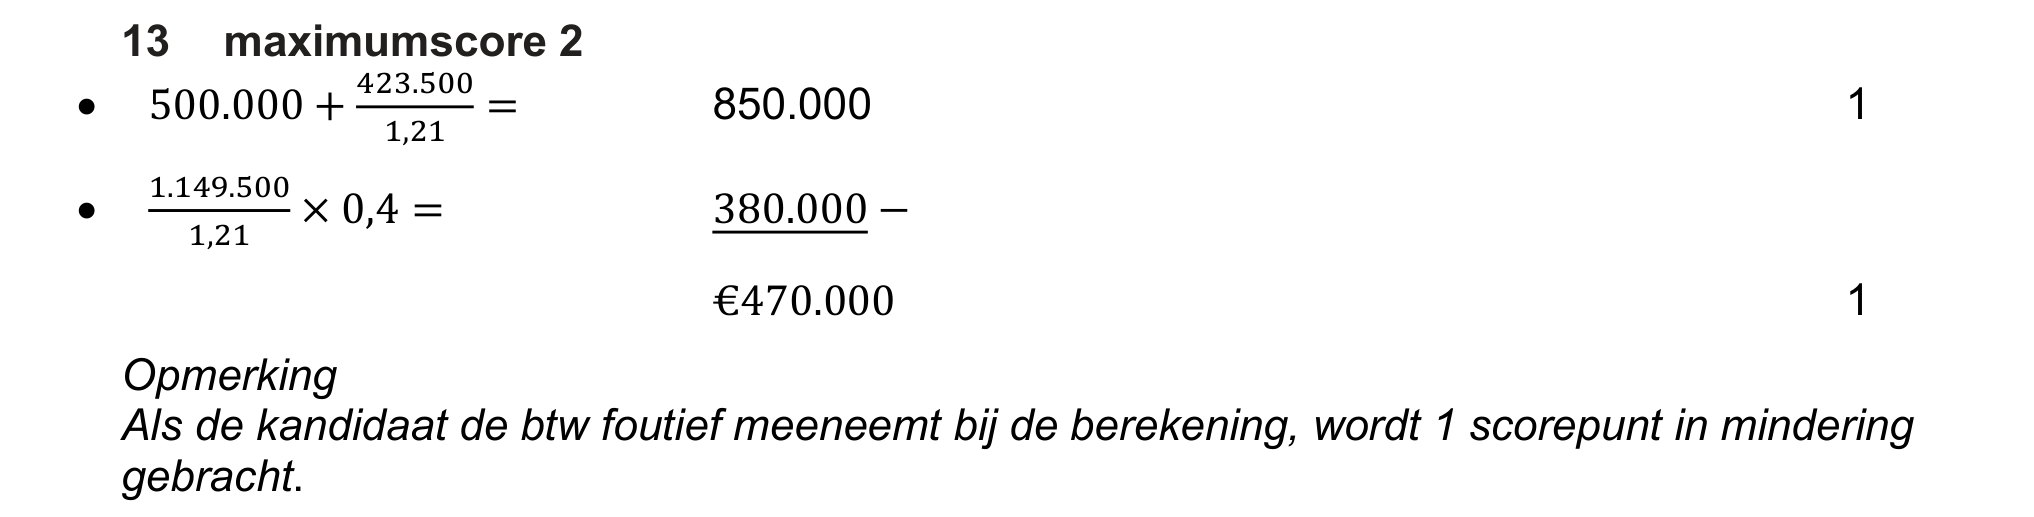 13 maximumscore 2
• 500.000 + 423.500/1,21 = 850.000 1
• 1.149.500/1,21 × 0,4 = 380.000 −
€470.000 1
Opmerking
Als de kandidaat de btw foutief meeneemt bij de berekening, wordt 1 scorepunt in mindering
gebracht.